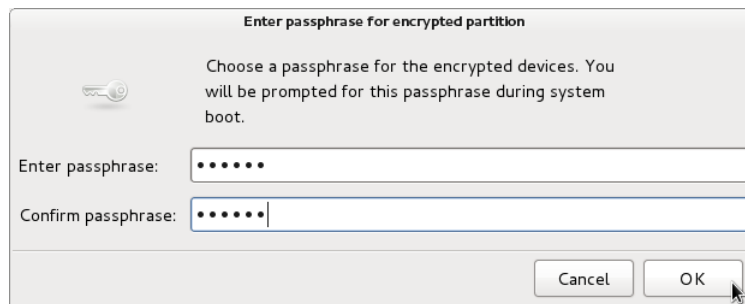 Enter passphrase for encrypted partition
Choose a passphrase for the encrypted devices. You
will be prompted for this passphrase during system
boot.
Enter passphrase: ••••••
Confirm passphrase: ••••••
Cancel OK